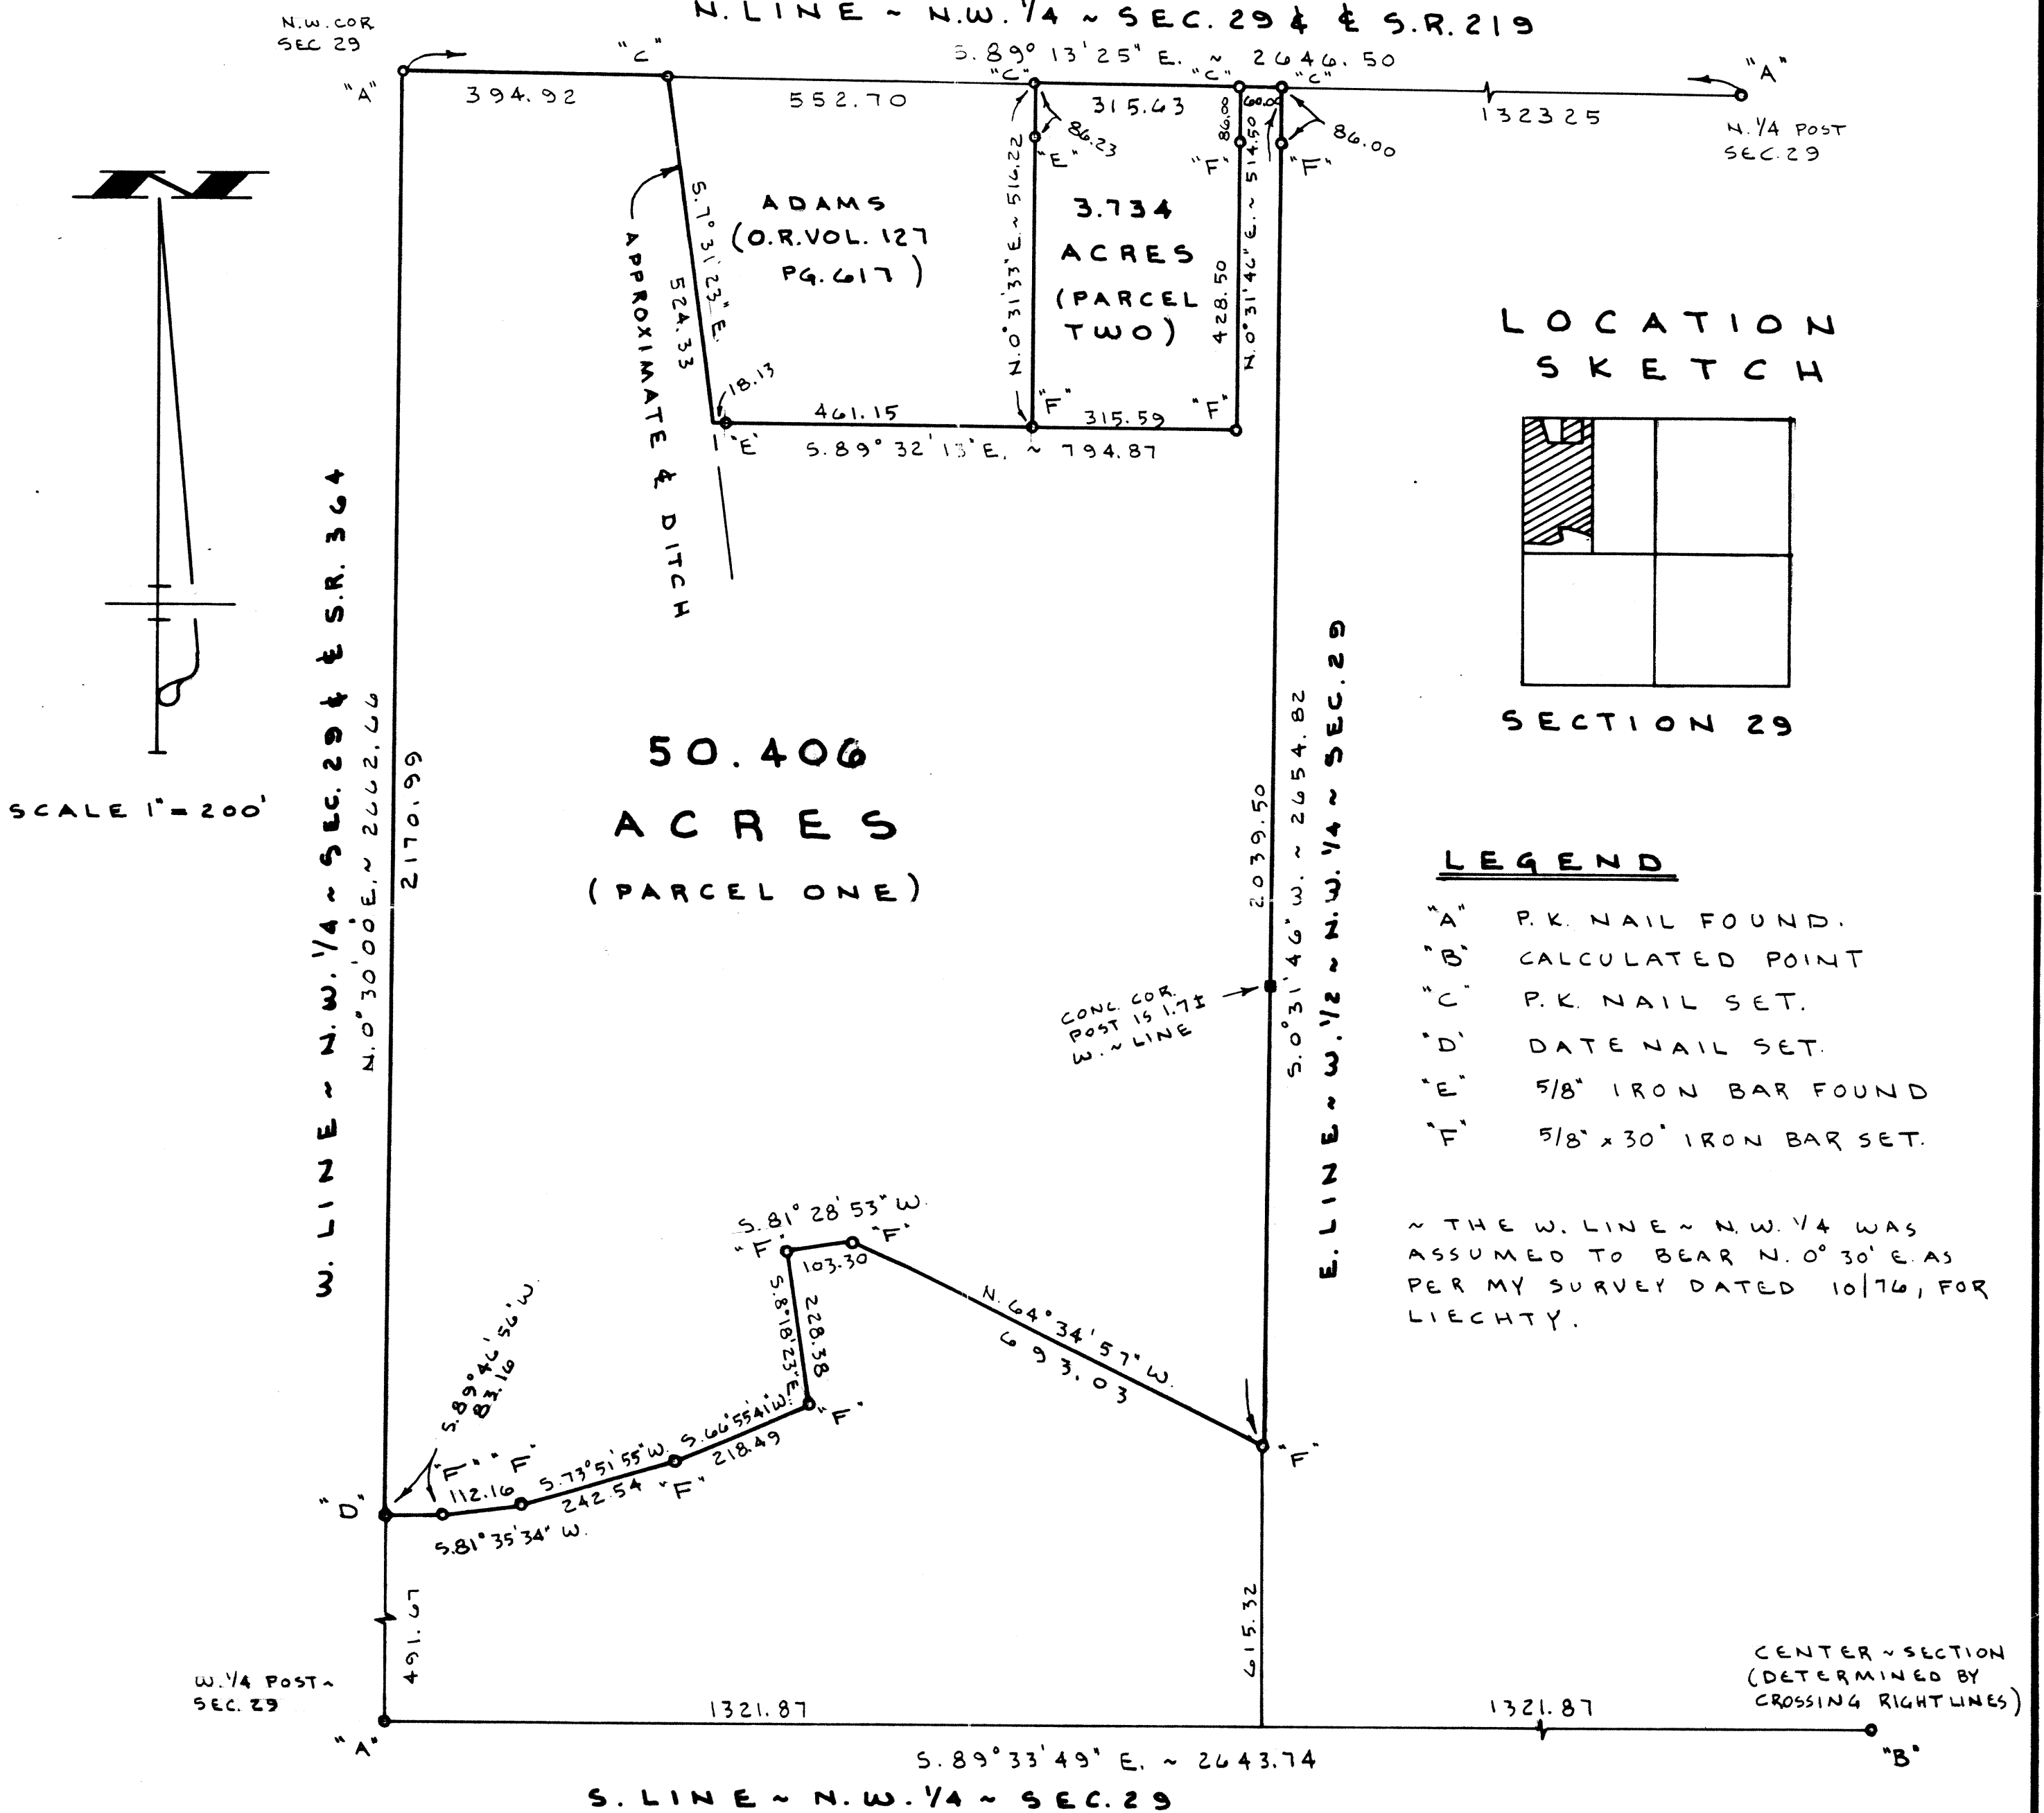 N. LINE ~ N.W. 1/4 ~ SEC. 29 & ℄ S.R. 219
N.W. COR
SEC 29
S. 89° 13' 25" E. ~ 2646.50
"A"
"C"
"C"
"C"
"C"
"A"
394.92
552.70
315.63
60.00
132325
N. 1/4 POST
SEC. 29
86.23
86.00
86.00
"E"
"F"
"F"
ADAMS
(O.R. VOL. 127
PG. 617)
3.734
ACRES
(PARCEL
TWO)
S. 7° 31' 23" E.
524.33
APPROXIMATE ℄ DITCH
N. 0° 31' 33" E. ~ 516.22
428.50
N. 0° 31' 46" E. ~ 514.50
18.13
461.15
"F"
315.59
"F"
"E"
S. 89° 32' 13" E. ~ 794.87
LOCATION
SKETCH
SECTION 29
SCALE 1" = 200'
W. LINE ~ N.W. 1/4 ~ SEC. 29 & ℄ S.R. 364
N. 0° 30' 00" E. ~ 2662.66
2170.99
50.406
ACRES
(PARCEL ONE)
2039.50
S. 0° 31' 46" W. ~ 2654.82
E. LINE ~ W. 1/2 ~ N.W. 1/4 ~ SEC. 29
CONC. COR.
POST IS 1.7±
W. ~ LINE
LEGEND
"A" P.K. NAIL FOUND.
"B" CALCULATED POINT
"C" P.K. NAIL SET.
"D" DATE NAIL SET.
"E" 5/8" IRON BAR FOUND
"F" 5/8" x 30" IRON BAR SET.
~ THE W. LINE ~ N.W. 1/4 WAS
ASSUMED TO BEAR N. 0° 30' E. AS
PER MY SURVEY DATED 10/76, FOR
LIECHTY.
S. 81° 28' 53" W.
"F"
"F"
103.30
S. 8° 18' 23" E.
228.38
N. 64° 34' 57" W.
693.03
"F"
S. 89° 46' 56" W.
83.16
"F"
"F"
S. 73° 51' 55" W.
S. 66° 55' 41" W.
"F"
218.49
"D"
112.16
242.54
"F"
S. 81° 35' 34" W.
491.67
615.32
W. 1/4 POST ~
SEC. 29
1321.87
1321.87
CENTER ~ SECTION
(DETERMINED BY
CROSSING RIGHT LINES)
"A"
"B"
S. 89° 33' 49" E. ~ 2643.74
S. LINE ~ N.W. 1/4 ~ SEC. 29